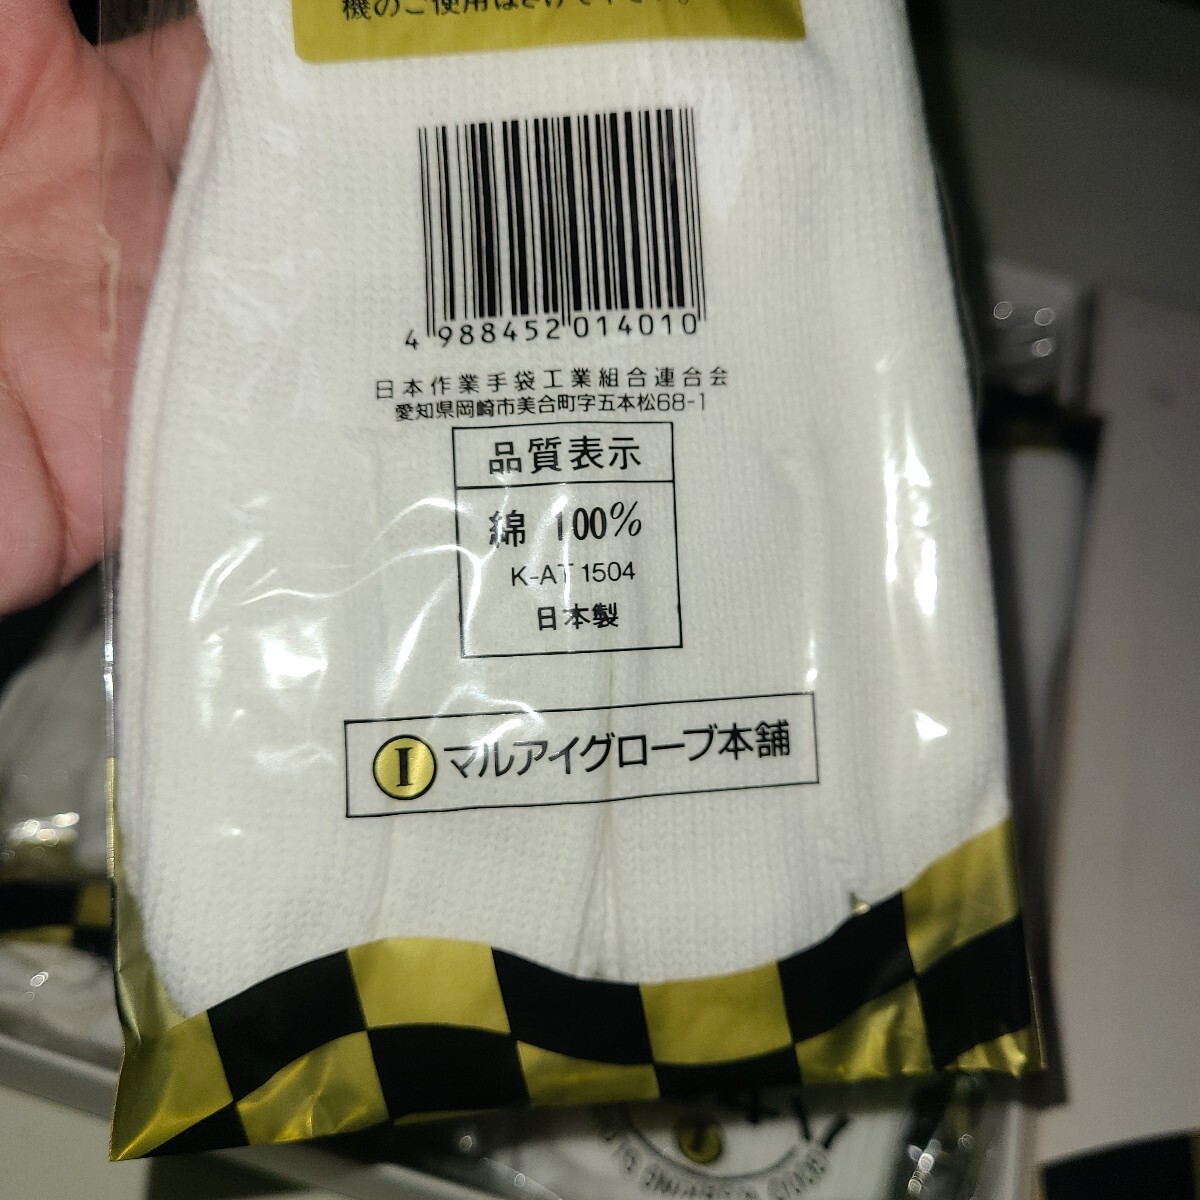 機のご使用はさけて下さい。
4 988452 014010
日本作業手袋工業組合連合会
愛知県岡崎市美合町字五本松68-1
品質表示
綿 100%
K-AT 1504
日本製
I マルアイグローブ本舗